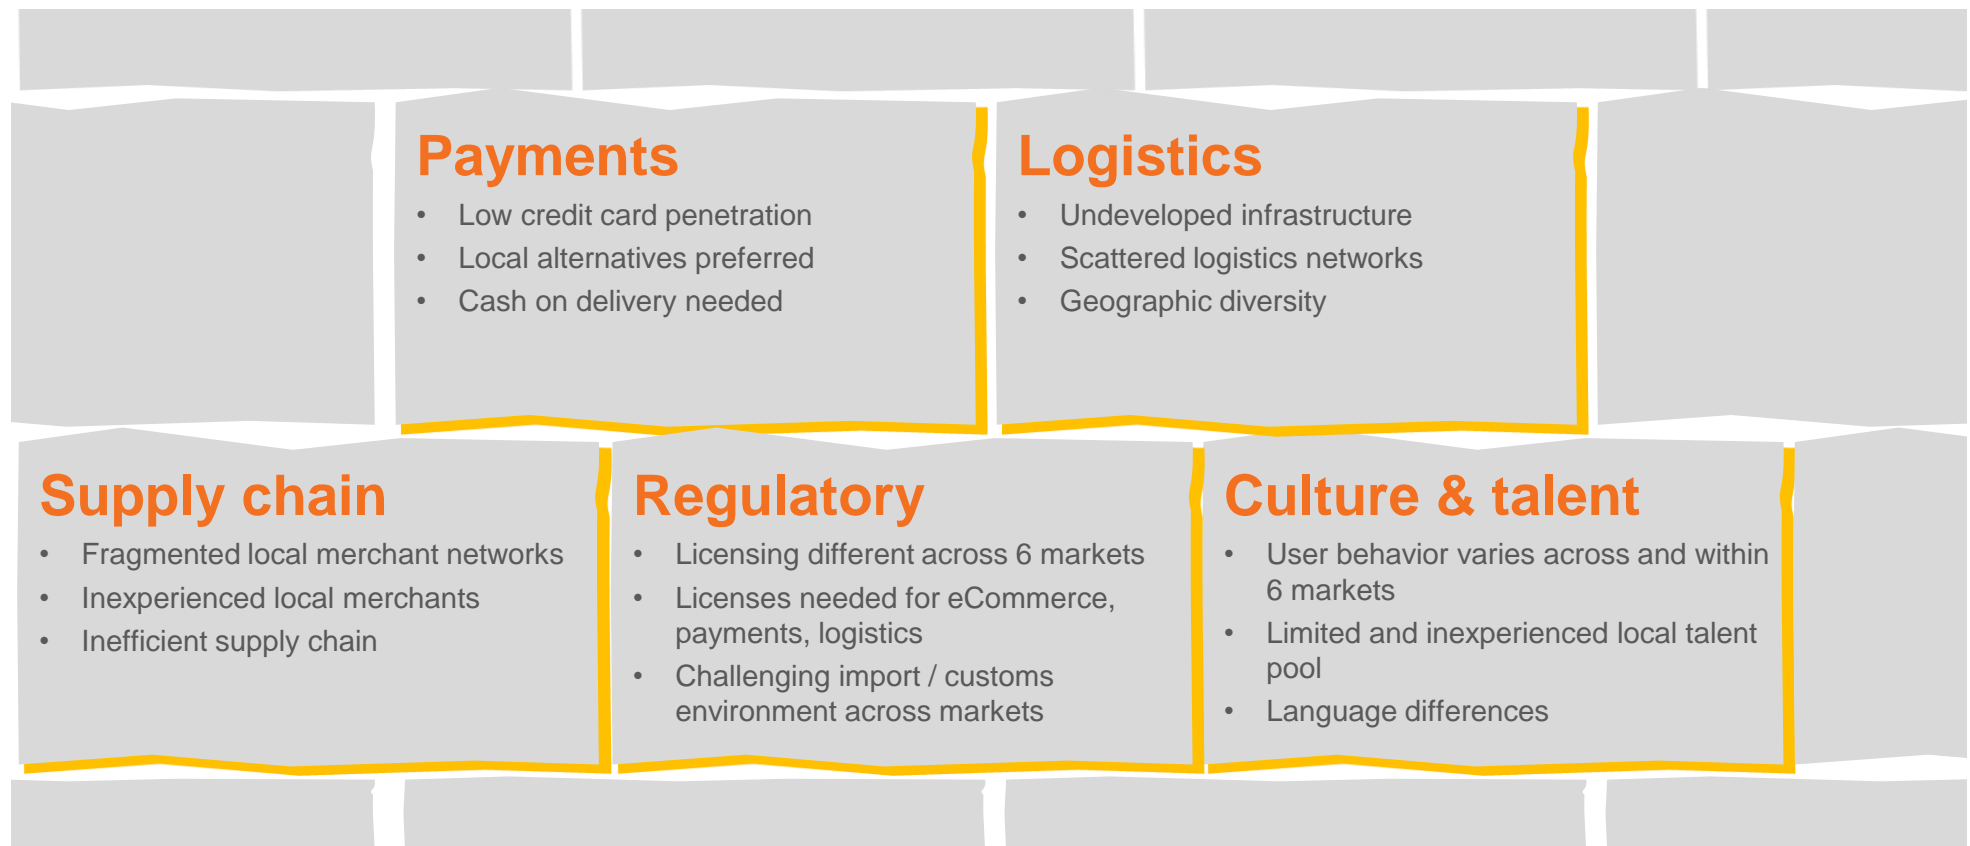 Payments
• Low credit card penetration
• Local alternatives preferred
• Cash on delivery needed
Logistics
• Undeveloped infrastructure
• Scattered logistics networks
• Geographic diversity
Supply chain
• Fragmented local merchant networks
• Inexperienced local merchants
• Inefficient supply chain
Regulatory
• Licensing different across 6 markets
• Licenses needed for eCommerce,
payments, logistics
• Challenging import / customs
environment across markets
Culture & talent
• User behavior varies across and within
6 markets
• Limited and inexperienced local talent
pool
• Language differences